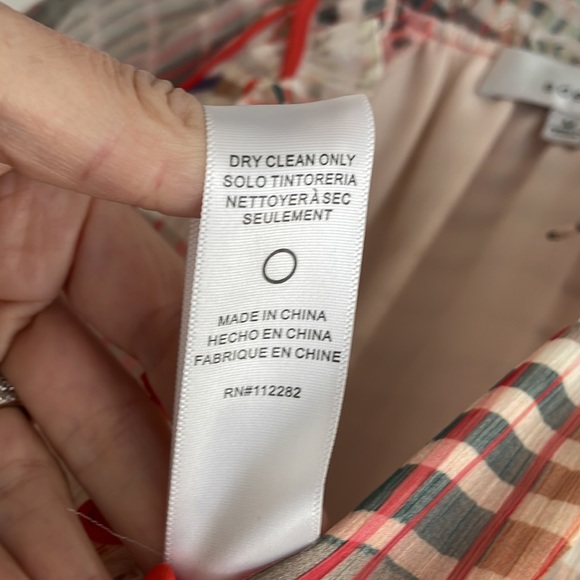 DRY CLEAN ONLY
SOLO TINTORERIA
NETTOYER À SEC
SEULEMENT
MADE IN CHINA
HECHO EN CHINA
FABRIQUE EN CHINE
RN#112282